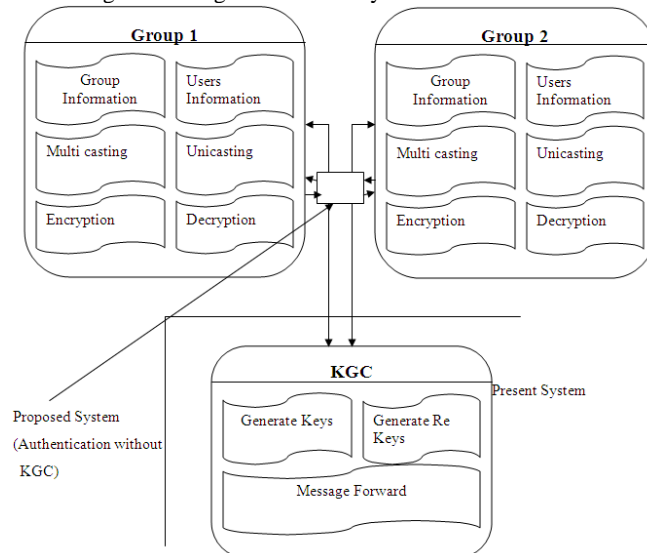 Group 1
Group
Information
Users
Information
Multi casting
Unicasting
Encryption
Decryption
Group 2
Group
Information
Users
Information
Multi casting
Unicasting
Encryption
Decryption
KGC
Present System
Generate Keys
Generate Re
Keys
Message Forward
Proposed System
(Authentication without
KGC)